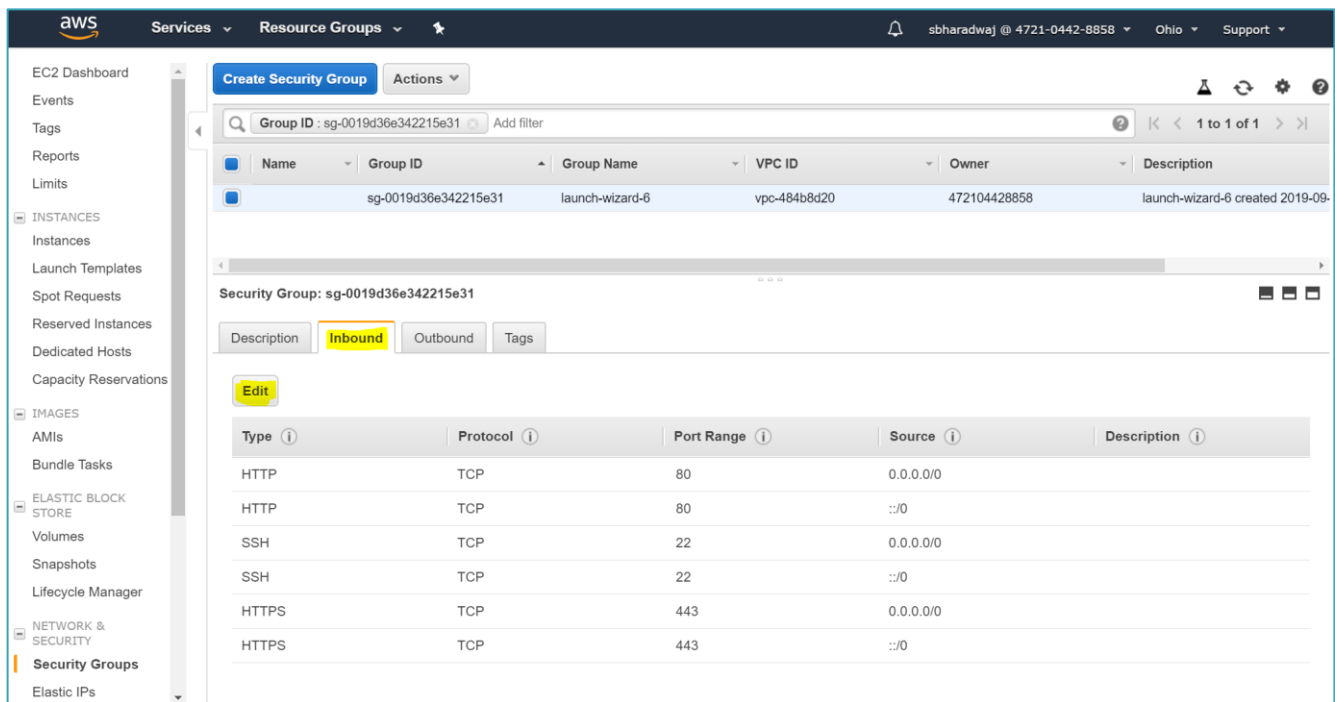 aws Services Resource Groups sbharadwaj @ 4721-0442-8858 Ohio Support
EC2 Dashboard
Events
Tags
Reports
Limits
INSTANCES
Instances
Launch Templates
Spot Requests
Reserved Instances
Dedicated Hosts
Capacity Reservations
IMAGES
AMIs
Bundle Tasks
ELASTIC BLOCK
STORE
Volumes
Snapshots
Lifecycle Manager
NETWORK &
SECURITY
Security Groups
Elastic IPs
Create Security Group Actions
Group ID : sg-0019d36e342215e31 Add filter 1 to 1 of 1
Name Group ID Group Name VPC ID Owner Description
sg-0019d36e342215e31 launch-wizard-6 vpc-484b8d20 472104428858 launch-wizard-6 created 2019-09-
Security Group: sg-0019d36e342215e31
Description Inbound Outbound Tags
Edit
Type Protocol Port Range Source Description
HTTP TCP 80 0.0.0.0/0
HTTP TCP 80 ::/0
SSH TCP 22 0.0.0.0/0
SSH TCP 22 ::/0
HTTPS TCP 443 0.0.0.0/0
HTTPS TCP 443 ::/0